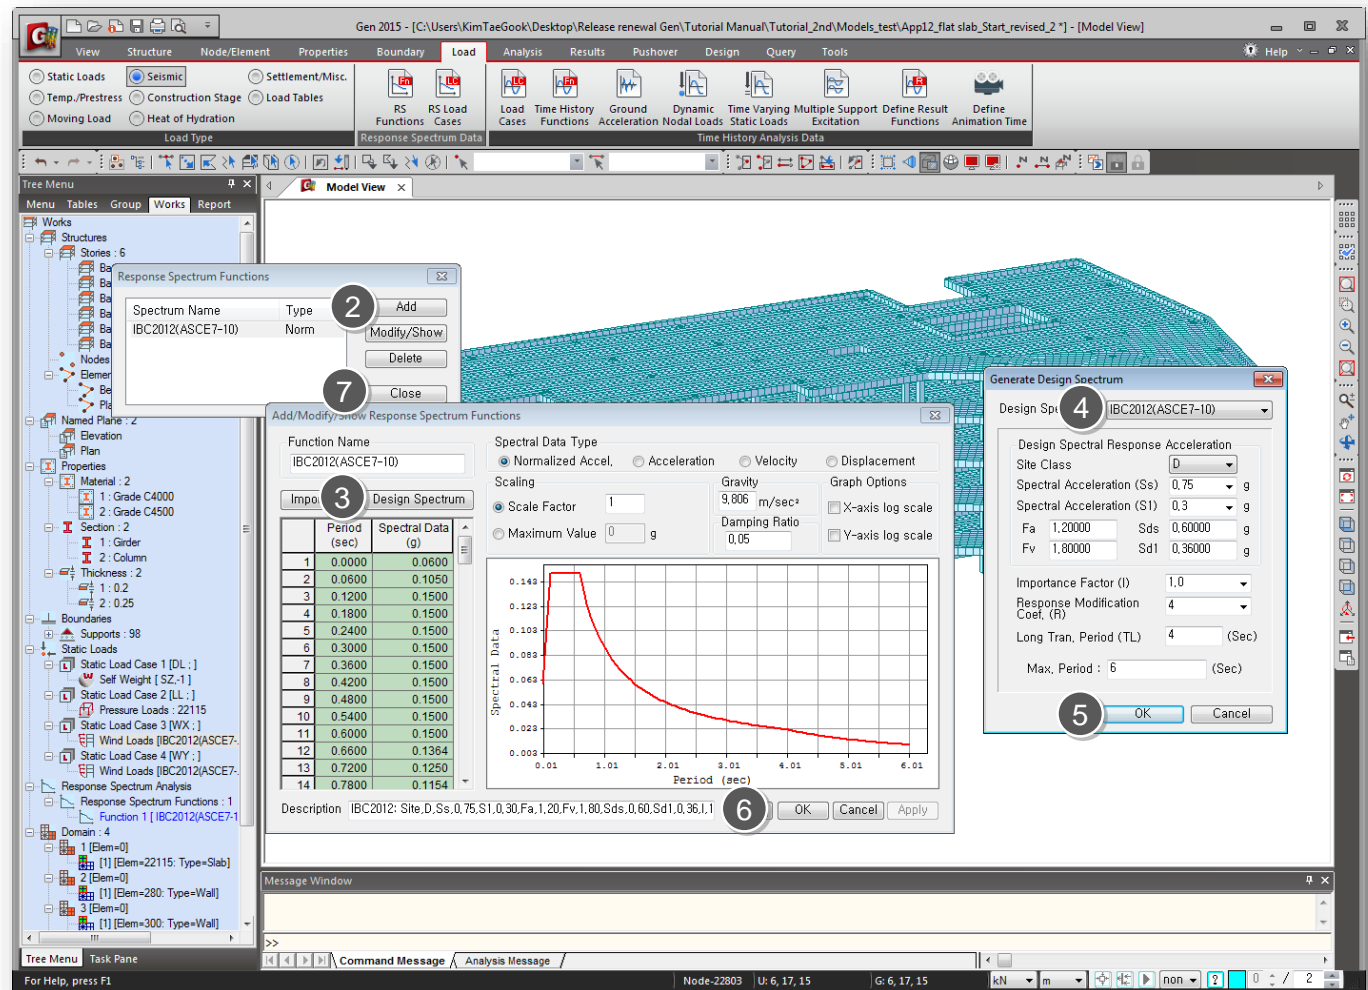 Gen 2015 - [C:\Users\KimTaeGook\Desktop\Release renewal Gen\Tutorial Manual\Tutorial_2nd\Models_test\App12_flat slab_Start_revised_2 *] - [Model View]
View Structure Node/Element Properties Boundary Load Analysis Results Pushover Design Query Tools Help
Static Loads Seismic Settlement/Misc.
Temp./Prestress Construction Stage Load Tables
Moving Load Heat of Hydration
RS Functions RS Load Cases
Load Cases Time History Functions Ground Acceleration Dynamic Nodal Loads Time Varying Static Loads Multiple Support Excitation Define Result Functions Define Animation Time
Load Type Response Spectrum Data Time History Analysis Data
Tree Menu
Model View
Menu Tables Group Works Report
Works
Structures
Stories : 6
Ba
Ba
Ba
Ba
Ba
Ba
Nodes
Elemer
Be
Pla
Named Plane : 2
Elevation
Plan
Properties
Material : 2
1 : Grade C4000
2 : Grade C4500
Section : 2
1 : Girder
2 : Column
Thickness : 2
1 : 0.2
2 : 0.25
Boundaries
Supports : 98
Static Loads
Static Load Case 1 [DL ; ]
Self Weight [ SZ,-1 ]
Static Load Case 2 [LL ; ]
Pressure Loads : 22115
Static Load Case 3 [WX ; ]
Wind Loads [IBC2012(ASCE7-.
Static Load Case 4 [WY ; ]
Wind Loads [IBC2012(ASCE7-.
Response Spectrum Analysis
Response Spectrum Functions : 1
Function 1 [ IBC2012(ASCE7-1
Domain : 4
1 [Elem=0]
[1] [Elem=22115: Type=Slab]
2 [Elem=0]
[1] [Elem=280: Type=Wall]
3 [Elem=0]
[1] [Elem=300: Type=Wall]
Tree Menu Task Pane
Response Spectrum Functions
Spectrum Name Type
IBC2012(ASCE7-10) Norm
2 Add
Modify/Show
Delete
7 Close
Add/Modify/Show Response Spectrum Functions
Function Name
IBC2012(ASCE7-10)
Impo 3 Design Spectrum
Spectral Data Type
Normalized Accel. Acceleration Velocity Displacement
Scaling
Scale Factor 1
Maximum Value 0 g
Gravity
9,806 m/sec²
Damping Ratio
0,05
Graph Options
X-axis log scale
Y-axis log scale
Period (sec) Spectral Data (g)
1 0.0000 0.0600
2 0.0600 0.1050
3 0.1200 0.1500
4 0.1800 0.1500
5 0.2400 0.1500
6 0.3000 0.1500
7 0.3600 0.1500
8 0.4200 0.1500
9 0.4800 0.1500
10 0.5400 0.1500
11 0.6000 0.1500
12 0.6600 0.1364
13 0.7200 0.1250
14 0.7800 0.1154
Spectral Data
0.143
0.123
0.103
0.083
0.063
0.043
0.023
0.003
0.01 1.01 2.01 3.01 4.01 5.01 6.01
Period (sec)
Description IBC2012: Site,D,Ss,0,75,S1,0,30,Fa,1,20,Fv,1,80,Sds,0,60,Sd1,0,36,I,1
6 OK Cancel Apply
Generate Design Spectrum
Design Spe 4 IBC2012(ASCE7-10)
Design Spectral Response Acceleration
Site Class D
Spectral Acceleration (Ss) 0,75 g
Spectral Acceleration (S1) 0,3 g
Fa 1,20000 Sds 0,60000 g
Fv 1,80000 Sd1 0,36000 g
Importance Factor (I) 1,0
Response Modification Coef, (R) 4
Long Tran, Period (TL) 4 (Sec)
Max, Period : 6 (Sec)
5 OK Cancel
Message Window
>>
Command Message Analysis Message
For Help, press F1 Node-22803 U: 6, 17, 15 G: 6, 17, 15 kN m non ? 0 / 2